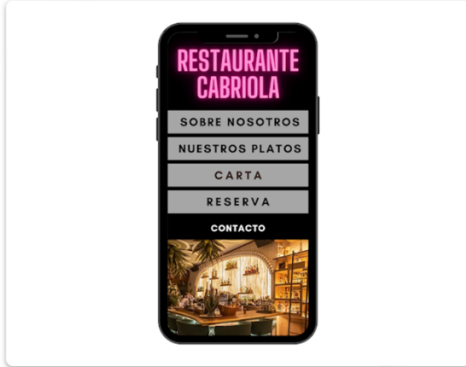 RESTAURANTE
CABRIOLA
SOBRE NOSOTROS
NUESTROS PLATOS
CARTA
RESERVA
CONTACTO